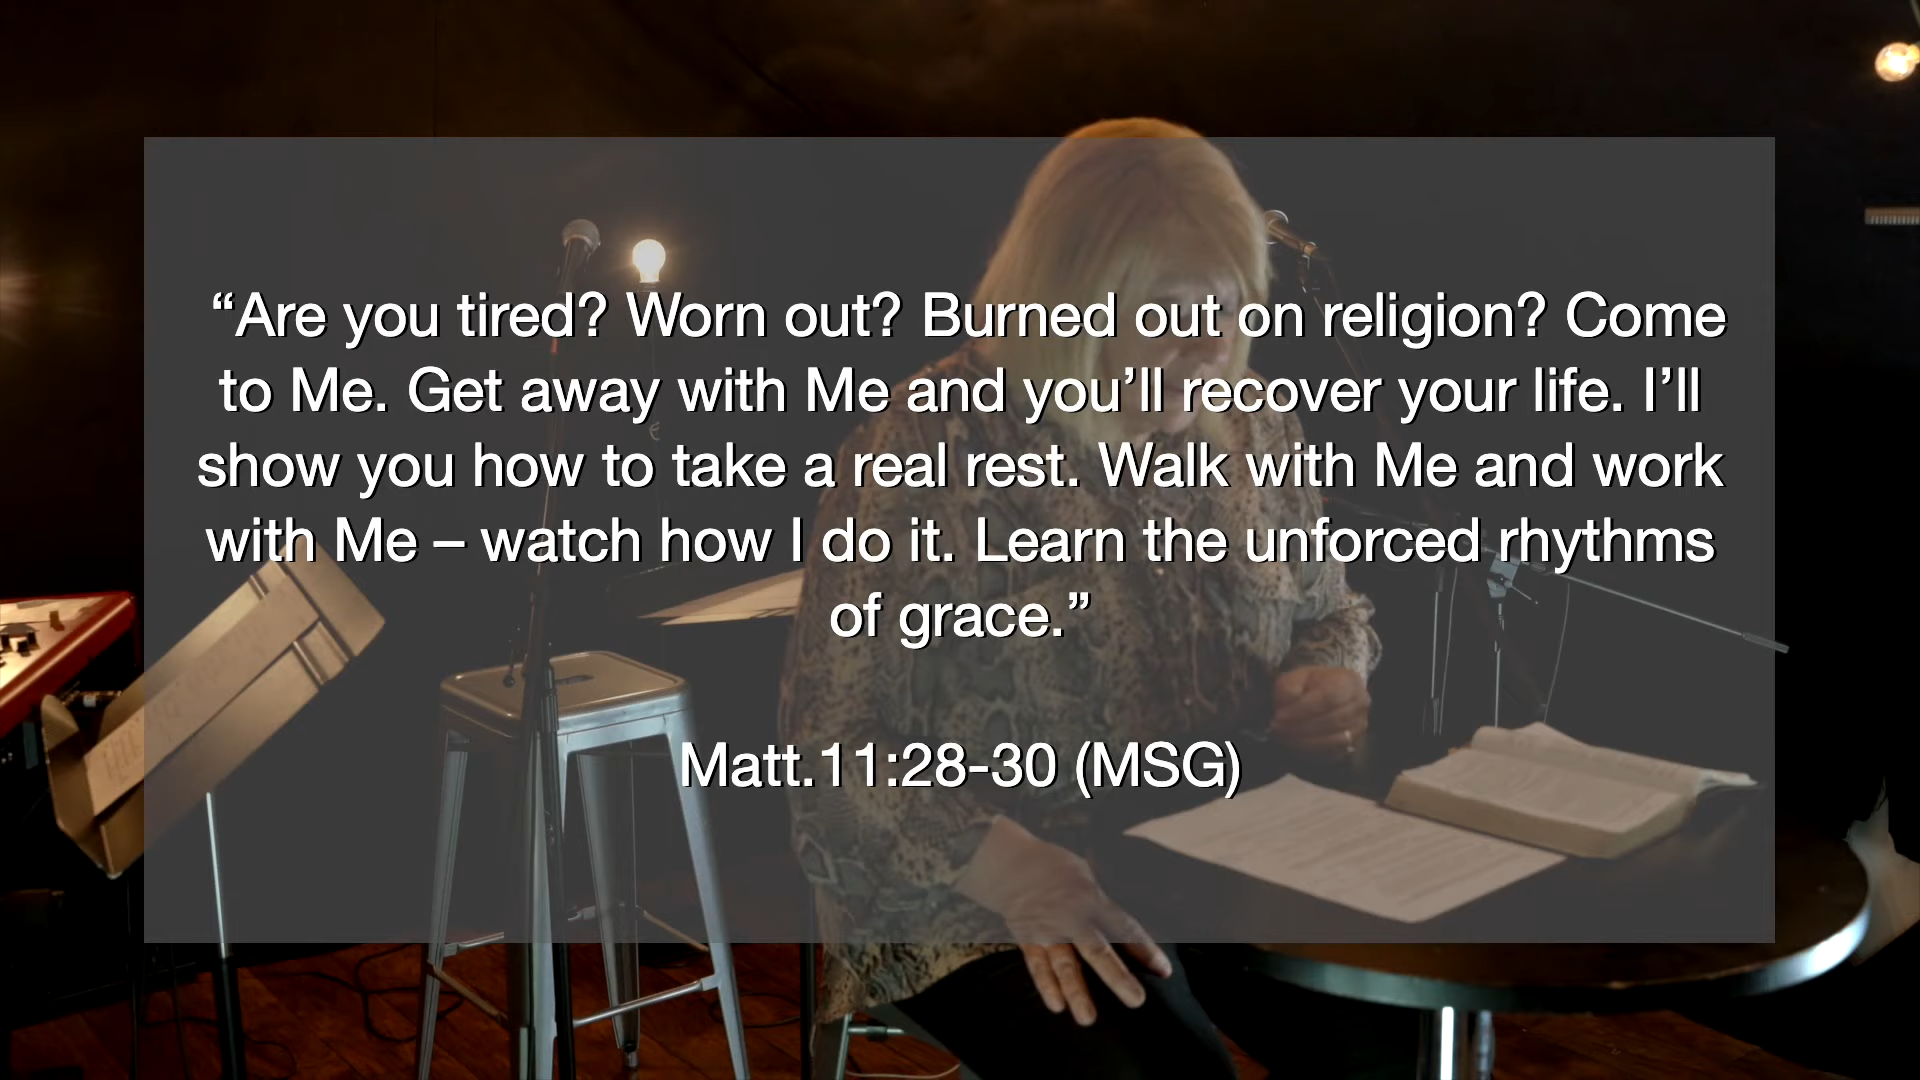 “Are you tired? Worn out? Burned out on religion? Come
to Me. Get away with Me and you’ll recover your life. I’ll
show you how to take a real rest. Walk with Me and work
with Me – watch how I do it. Learn the unforced rhythms
of grace.”
Matt.11:28-30 (MSG)